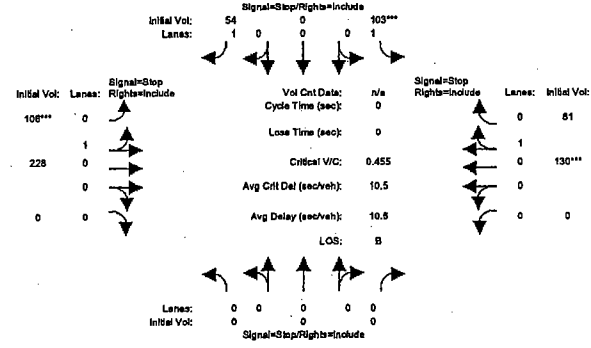 Signal=Stop/Rights=Include
Initial Vol: 54 0 103***
Lanes: 1 0 0 0 1
Signal=Stop
Rights=Include
Initial Vol: Lanes:
106*** 0
1
228 0
0
0 0
Vol Cnt Data: n/a
Cycle Time (sec): 0
Loss Time (sec): 0
Critical V/C: 0.455
Avg Crit Del (sec/veh): 10.5
Avg Delay (sec/veh): 10.5
LOS: B
Signal=Stop
Rights=Include
Lanes: Initial Vol:
0 81
1
0 130***
0
0 0
Lanes: 0 0 0 0 0
Initial Vol: 0 0 0
Signal=Stop/Rights=Include